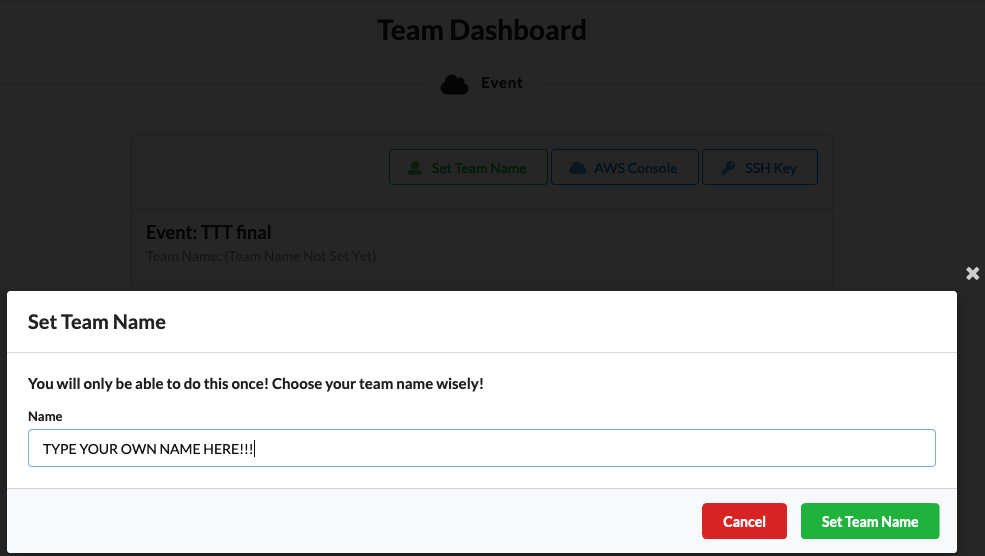 Team Dashboard
Event
Set Team Name AWS Console SSH Key
Event: TTT final
Team Name: (Team Name Not Set Yet)
Set Team Name
You will only be able to do this once! Choose your team name wisely!
Name
TYPE YOUR OWN NAME HERE!!!
Cancel Set Team Name